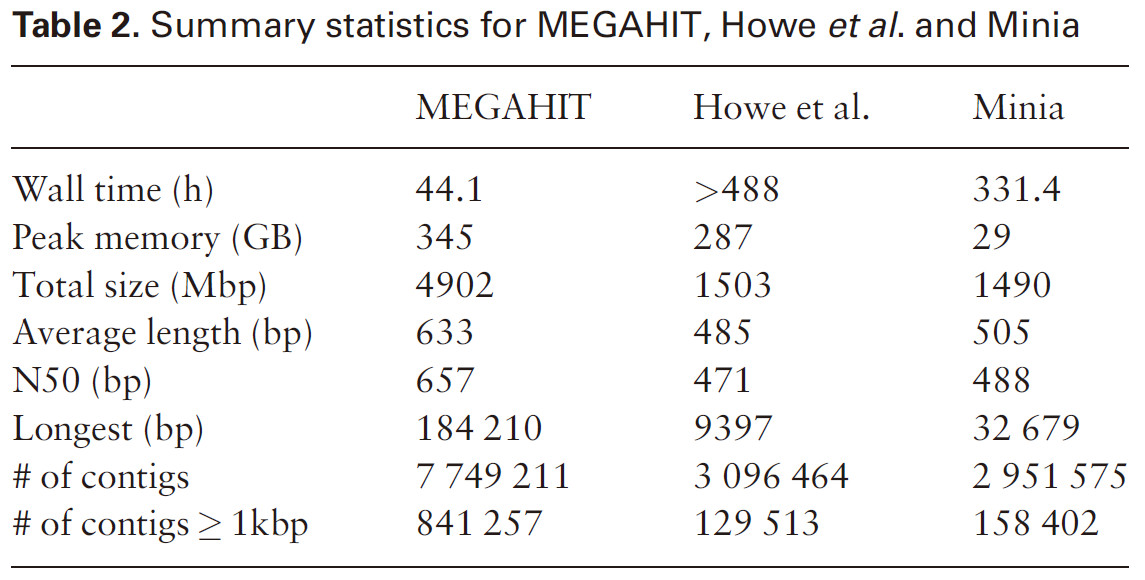 Table 2. Summary statistics for MEGAHIT, Howe et al. and Minia
MEGAHIT Howe et al. Minia
Wall time (h) 44.1 >488 331.4
Peak memory (GB) 345 287 29
Total size (Mbp) 4902 1503 1490
Average length (bp) 633 485 505
N50 (bp) 657 471 488
Longest (bp) 184 210 9397 32 679
# of contigs 7 749 211 3 096 464 2 951 575
# of contigs ≥ 1kbp 841 257 129 513 158 402